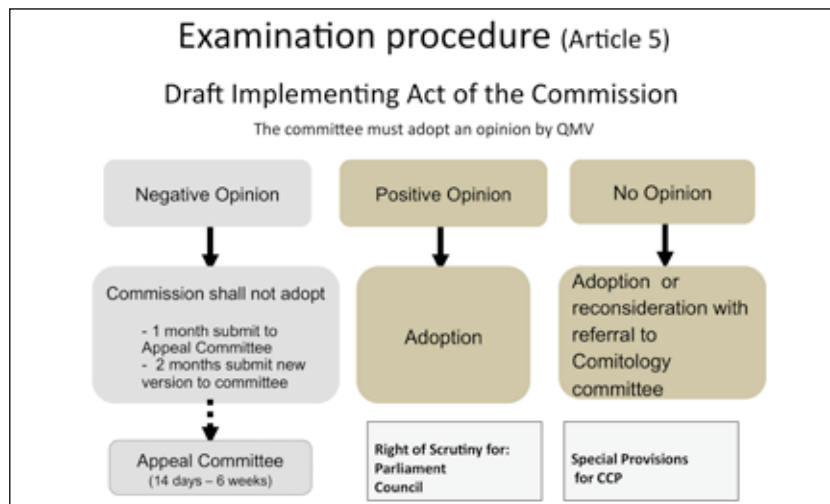 Examination procedure (Article 5)
Draft Implementing Act of the Commission
The committee must adopt an opinion by QMV
Negative Opinion
Positive Opinion
No Opinion
Commission shall not adopt
- 1 month submit to
Appeal Committee
- 2 months submit new
version to committee
Adoption
Adoption or
reconsideration with
referral to
Comitology
committee
Appeal Committee
(14 days – 6 weeks)
Right of Scrutiny for:
Parliament
Council
Special Provisions
for CCP